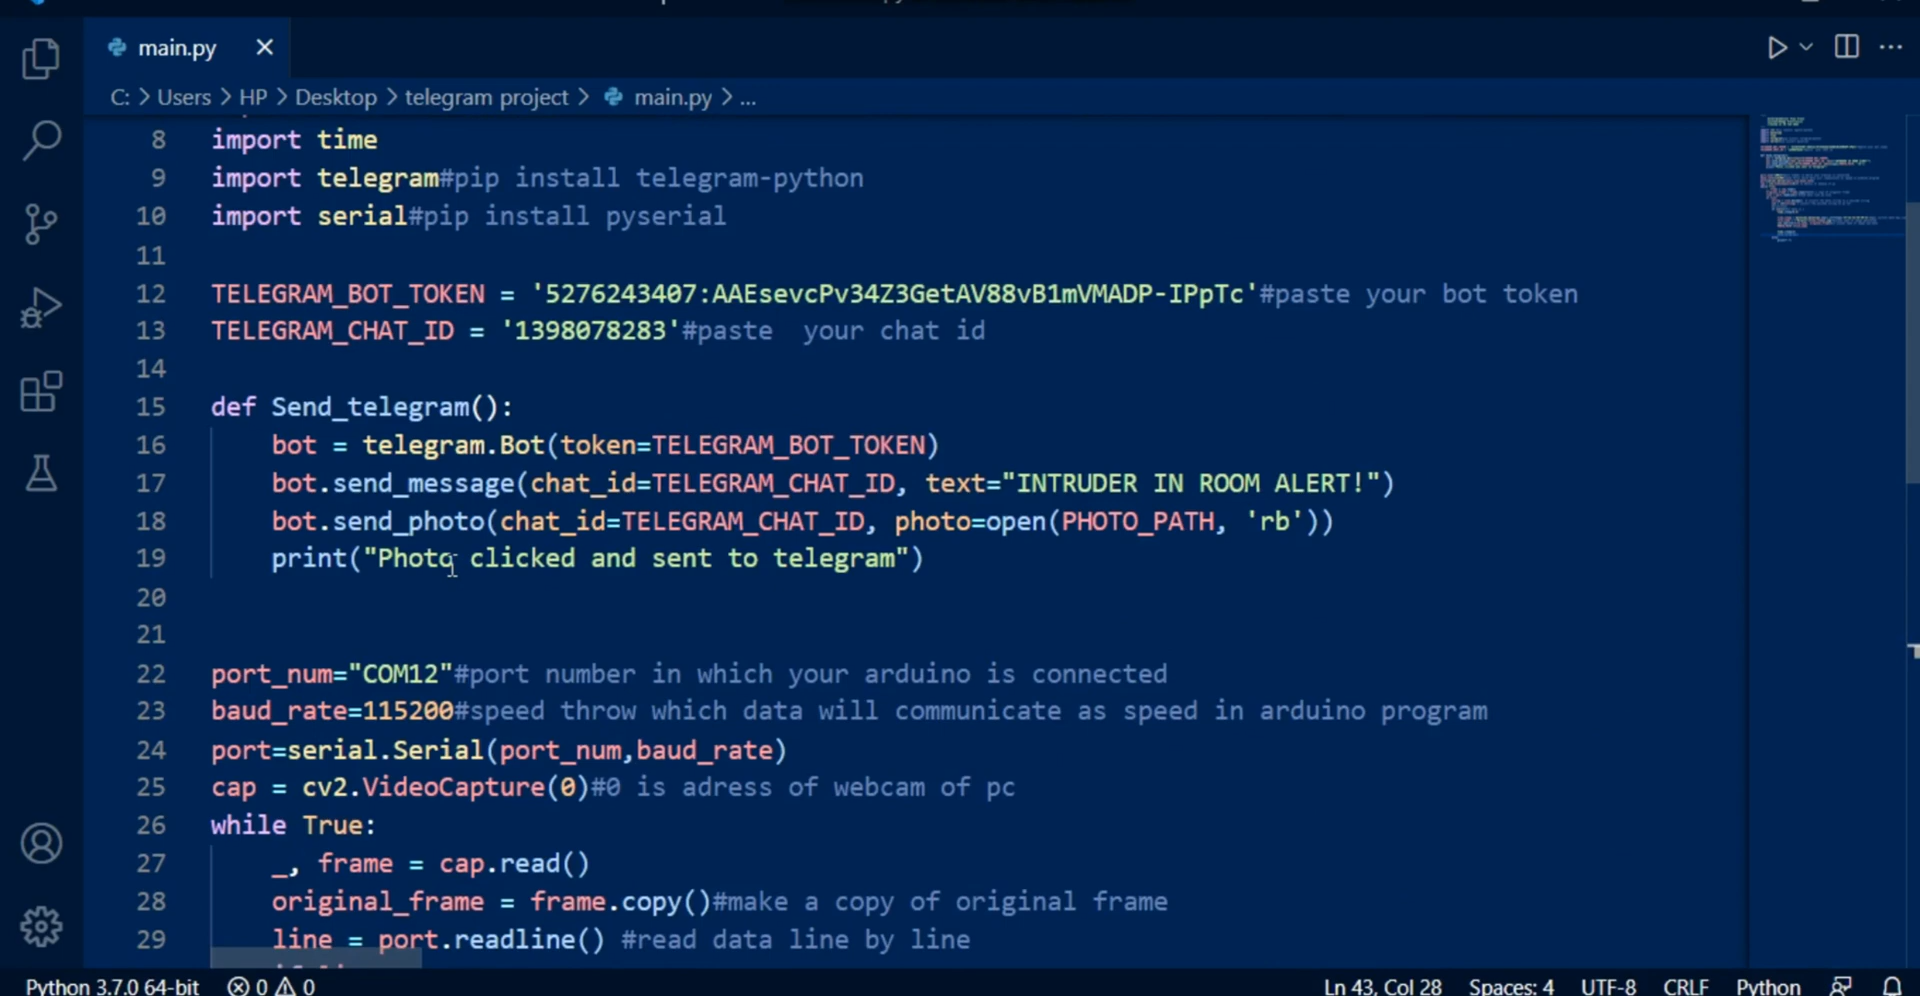 main.py
C: > Users > HP > Desktop > telegram project > main.py > ...
8 import time
9 import telegram#pip install telegram-python
10 import serial#pip install pyserial
11
12 TELEGRAM_BOT_TOKEN = '5276243407:AAEsevcPv34Z3GetAV88vB1mVMADP-IPpTc'#paste your bot token
13 TELEGRAM_CHAT_ID = '1398078283'#paste  your chat id
14
15 def Send_telegram():
16     bot = telegram.Bot(token=TELEGRAM_BOT_TOKEN)
17     bot.send_message(chat_id=TELEGRAM_CHAT_ID, text="INTRUDER IN ROOM ALERT!")
18     bot.send_photo(chat_id=TELEGRAM_CHAT_ID, photo=open(PHOTO_PATH, 'rb'))
19     print("Photo clicked and sent to telegram")
20
21
22 port_num="COM12"#port number in which your arduino is connected
23 baud_rate=115200#speed throw which data will communicate as speed in arduino program
24 port=serial.Serial(port_num,baud_rate)
25 cap = cv2.VideoCapture(0)#0 is adress of webcam of pc
26 while True:
27     _, frame = cap.read()
28     original_frame = frame.copy()#make a copy of original frame
29     line = port.readline() #read data line by line
Python 3.7.0 64-bit 0 0 Ln 43, Col 28 Spaces: 4 UTF-8 CRLF Python